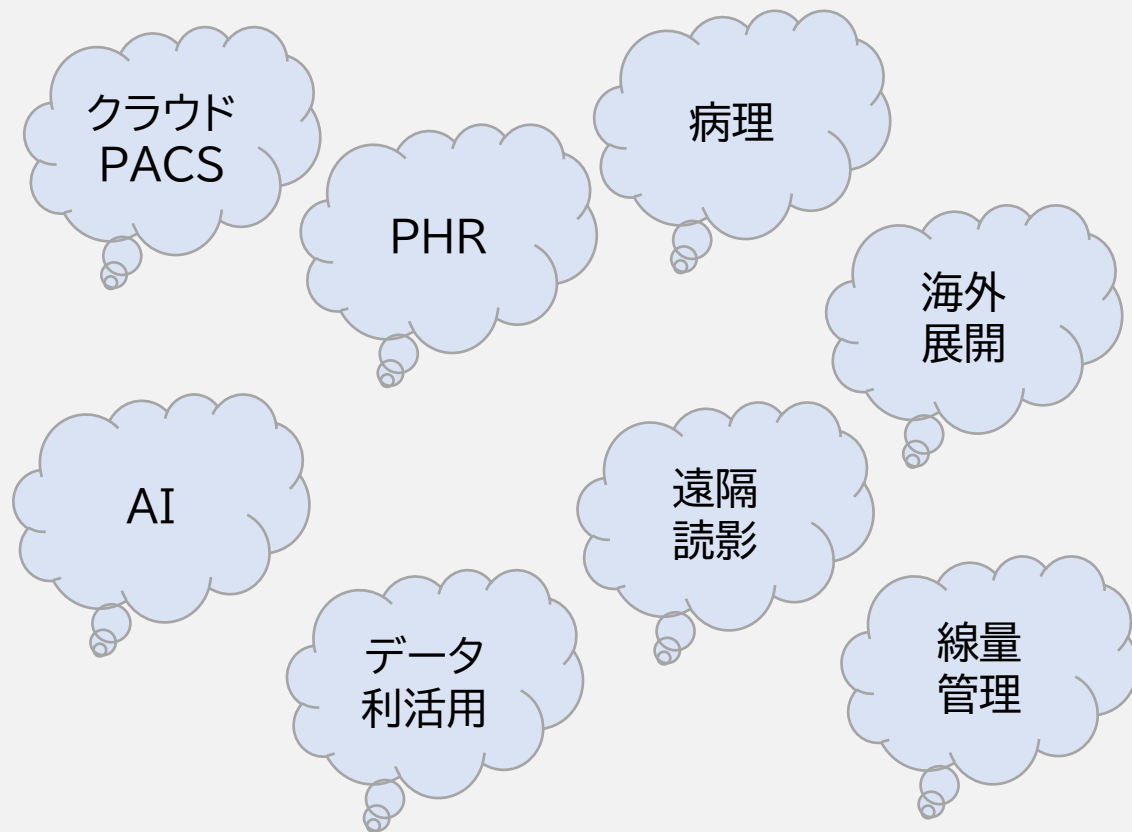 クラウド
PACS
PHR
病理
海外
展開
AI
遠隔
読影
データ
利活用
線量
管理